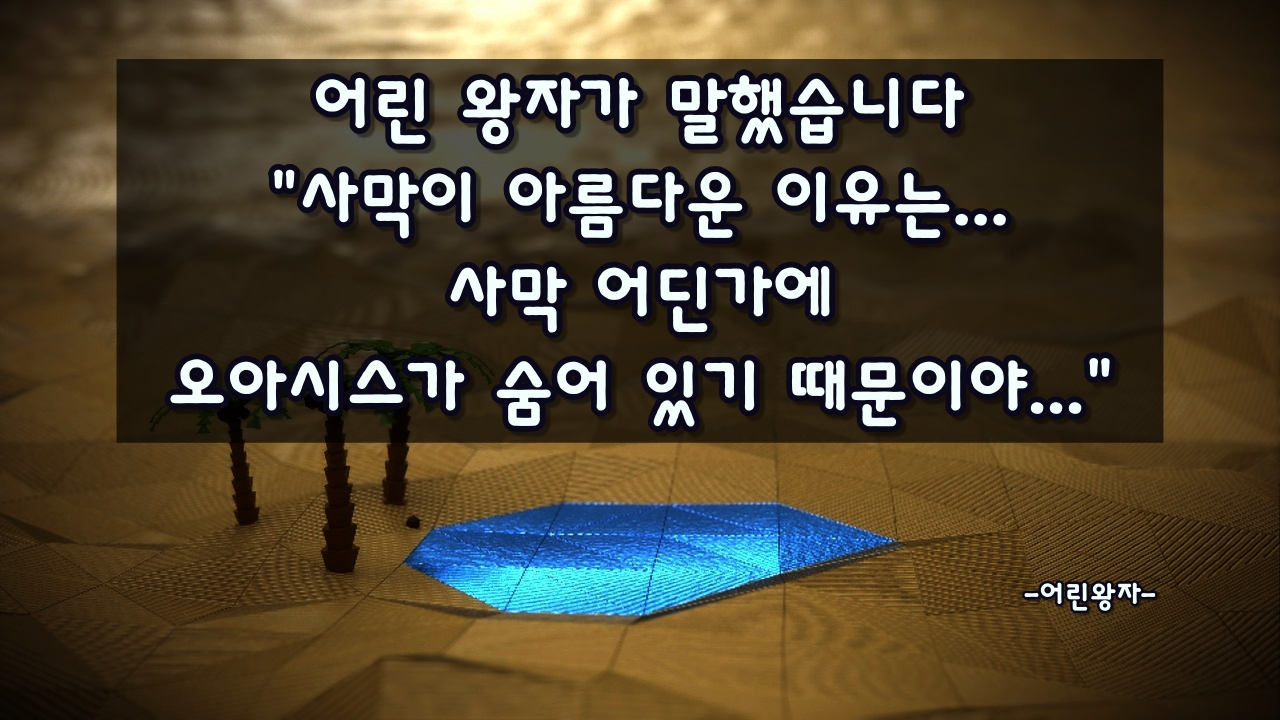 어린 왕자가 말했습니다
"사막이 아름다운 이유는...
사막 어딘가에
오아시스가 숨어 있기 때문이야..."
-어린왕자-